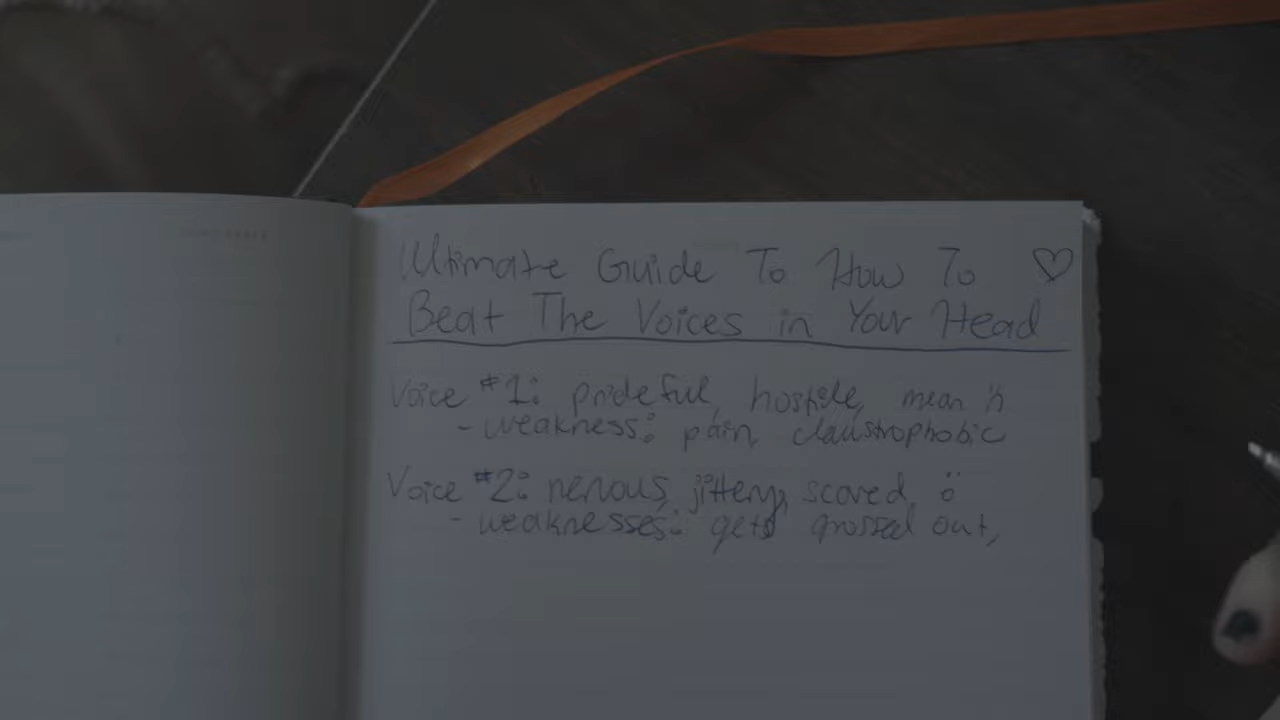 Ultimate Guide To How To ♡
Beat The Voices in Your Head
Voice #1: prideful, hostile, mean
- weakness: pain, claustrophobic
Voice #2: nervous, jittery, scared
- weaknesses: gets grossed out,